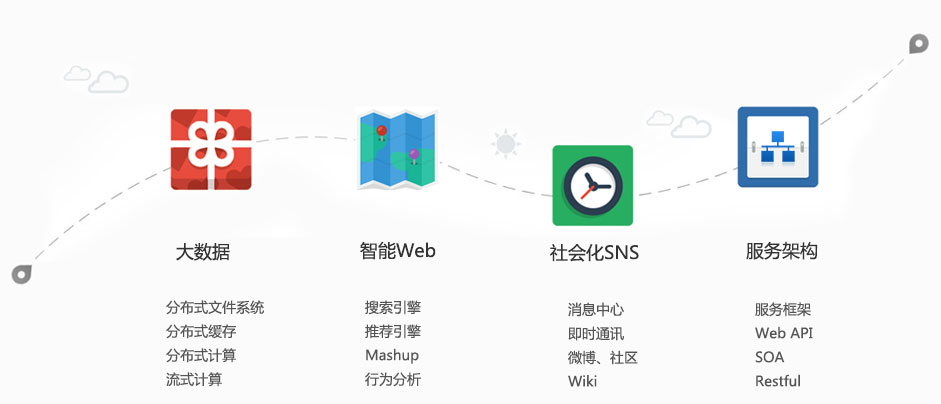 大数据
智能Web
社会化SNS
服务架构
分布式文件系统
分布式缓存
分布式计算
流式计算
搜索引擎
推荐引擎
Mashup
行为分析
消息中心
即时通讯
微博、社区
Wiki
服务框架
Web API
SOA
Restful